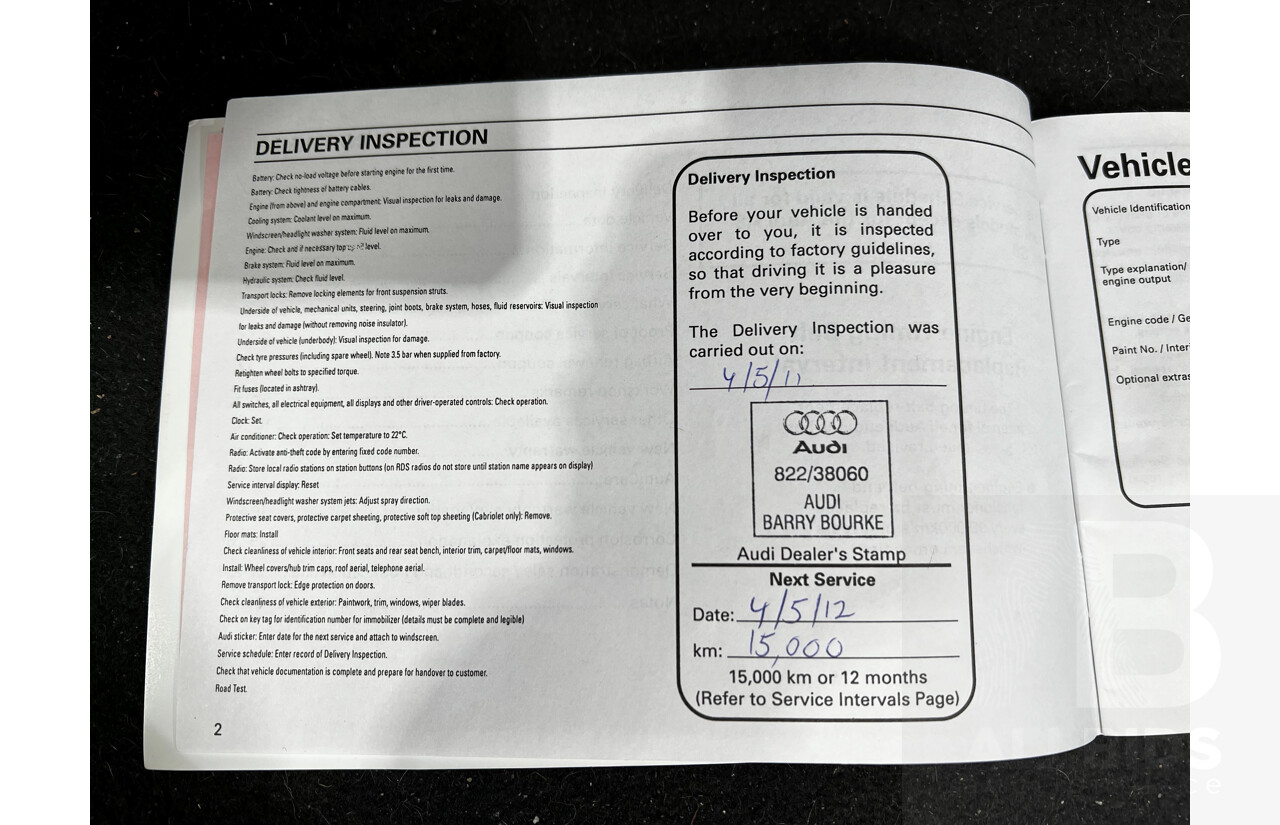 DELIVERY INSPECTION
Battery: Check no-load voltage before starting engine for the first time.
Battery: Check tightness of battery cables.
Engine (from above) and engine compartment: Visual inspection for leaks and damage.
Cooling system: Coolant level on maximum.
Windscreen/headlight washer system: Fluid level on maximum.
Engine: Check and if necessary top up oil level.
Brake system: Fluid level on maximum.
Hydraulic system: Check fluid level.
Transport locks: Remove locking elements for front suspension struts.
Underside of vehicle, mechanical units, steering, joint boots, brake system, hoses, fluid reservoirs: Visual inspection
for leaks and damage (without removing noise insulator).
Underside of vehicle (underbody): Visual inspection for damage.
Check tyre pressures (including spare wheel). Note 3.5 bar when supplied from factory.
Retighten wheel bolts to specified torque.
Fit fuses (located in ashtray).
All switches, all electrical equipment, all displays and other driver-operated controls: Check operation.
Clock: Set.
Air conditioner: Check operation: Set temperature to 22°C.
Radio: Activate anti-theft code by entering fixed code number.
Radio: Store local radio stations on station buttons (on RDS radios do not store until station name appears on display)
Service interval display: Reset
Windscreen/headlight washer system jets: Adjust spray direction.
Protective seat covers, protective carpet sheeting, protective soft top sheeting (Cabriolet only): Remove.
Floor mats: Install
Check cleanliness of vehicle interior: Front seats and rear seat bench, interior trim, carpet/floor mats, windows.
Install: Wheel covers/hub trim caps, roof aerial, telephone aerial.
Remove transport lock: Edge protection on doors.
Check cleanliness of vehicle exterior: Paintwork, trim, windows, wiper blades.
Check on key tag for identification number for immobilizer (details must be complete and legible)
Audi sticker: Enter date for the next service and attach to windscreen.
Service schedule: Enter record of Delivery Inspection.
Check that vehicle documentation is complete and prepare for handover to customer.
Road Test.
2
Delivery Inspection
Before your vehicle is handed
over to you, it is inspected
according to factory guidelines,
so that driving it is a pleasure
from the very beginning.
The Delivery Inspection was
carried out on:
4/5/11
Audi
822/38060
AUDI
BARRY BOURKE
Audi Dealer's Stamp
Next Service
Date: 4/5/12
km: 15,000
15,000 km or 12 months
(Refer to Service Intervals Page)
Vehicle
Vehicle Identification
Type
Type explanation/
engine output
Engine code / Ge
Paint No. / Inter
Optional extras
B
ALLBIDS